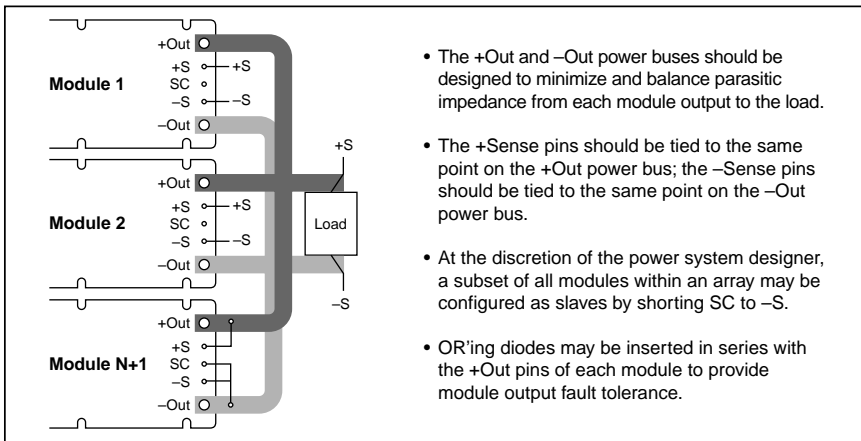 +Out
+S
+S
Module 1
SC
–S
–S
–Out
+Out
+S
+S
Module 2
SC
–S
–S
–Out
+Out
+S
Module N+1
SC
–S
–Out
+S
Load
–S
• The +Out and –Out power buses should be
designed to minimize and balance parasitic
impedance from each module output to the load.
• The +Sense pins should be tied to the same
point on the +Out power bus; the –Sense pins
should be tied to the same point on the –Out
power bus.
• At the discretion of the power system designer,
a subset of all modules within an array may be
configured as slaves by shorting SC to –S.
• OR'ing diodes may be inserted in series with
the +Out pins of each module to provide
module output fault tolerance.